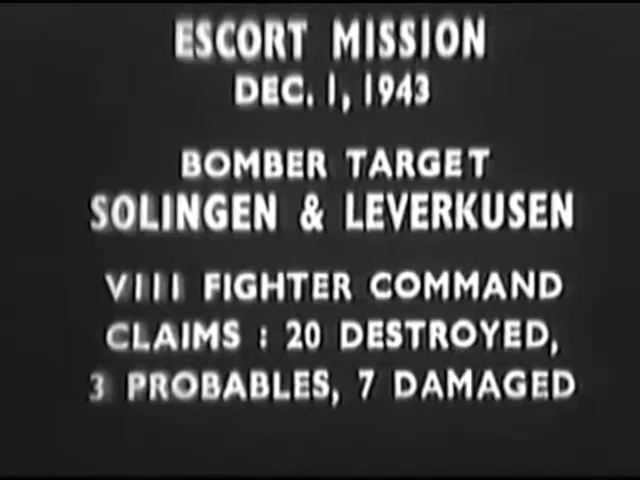 ESCORT MISSION
DEC. 1, 1943
BOMBER TARGET
SOLINGEN & LEVERKUSEN
VIII FIGHTER COMMAND
CLAIMS : 20 DESTROYED,
3 PROBABLES, 7 DAMAGED